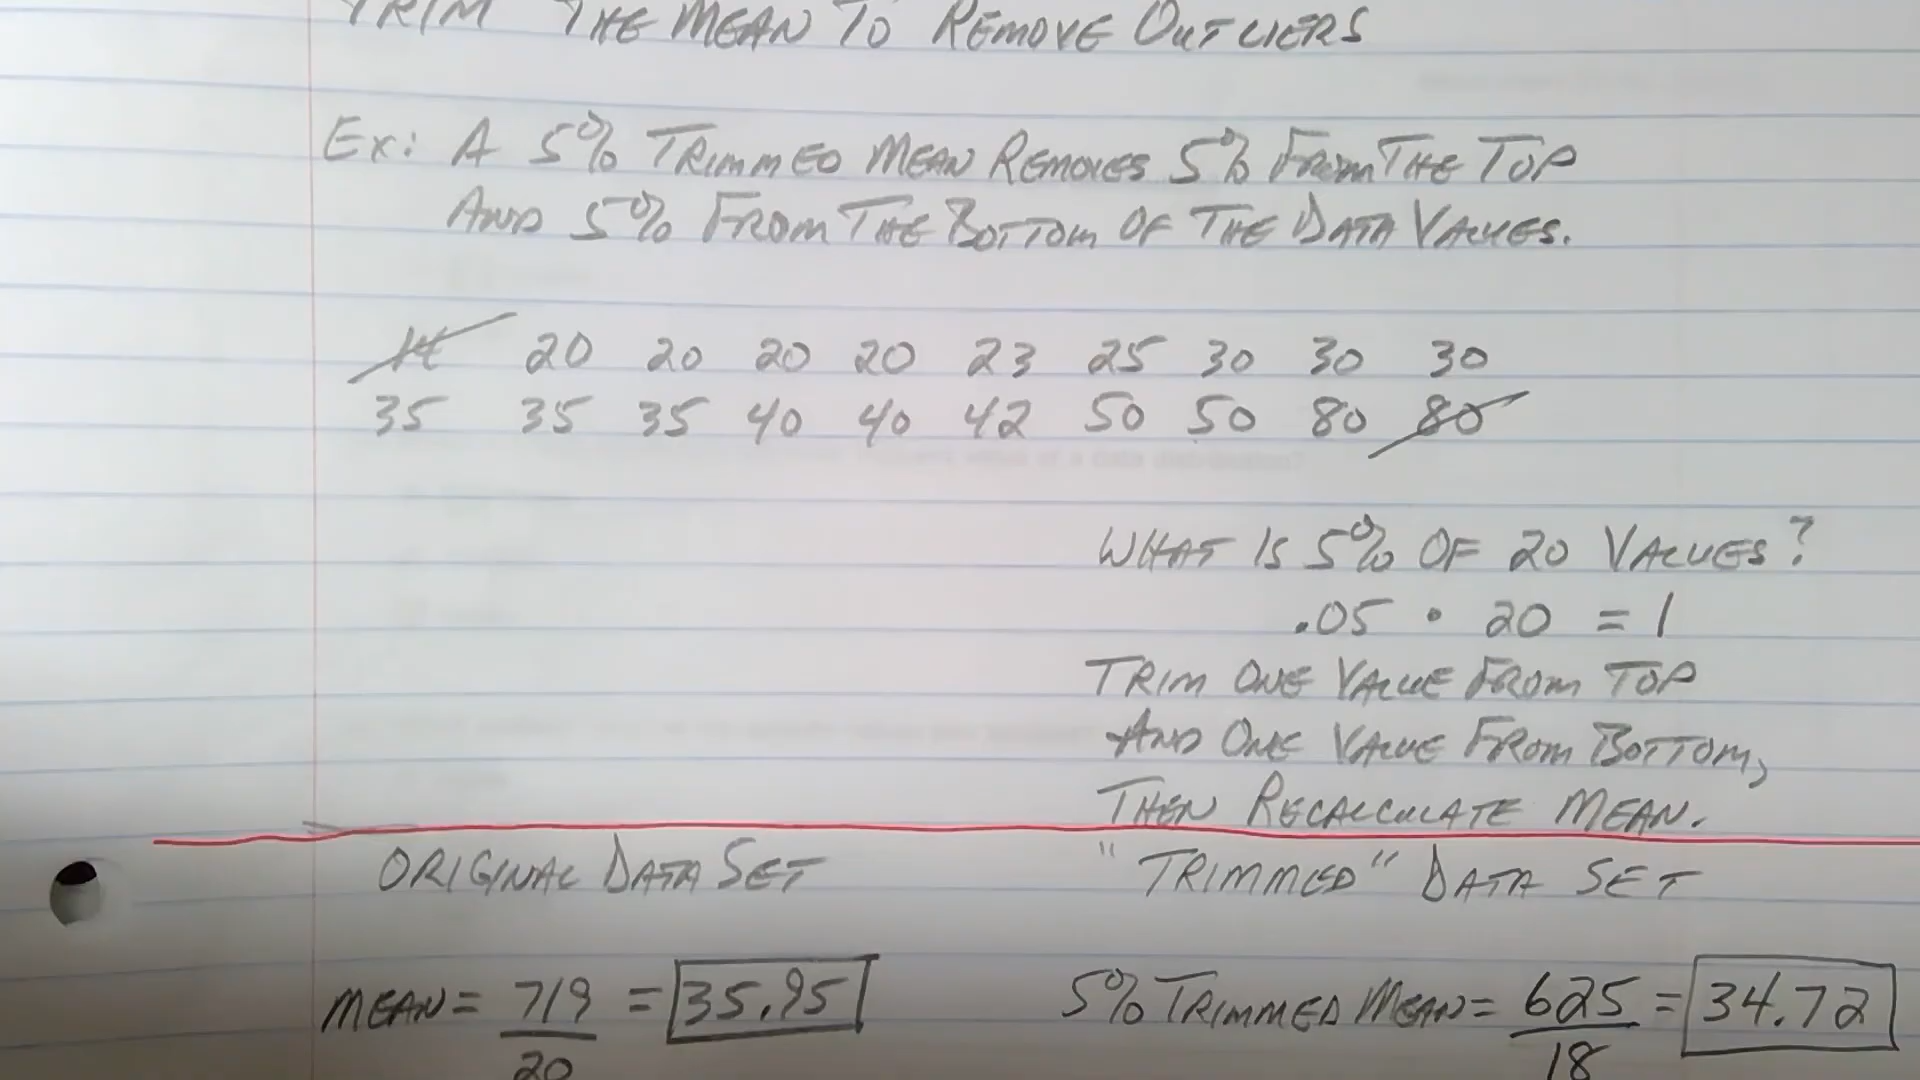 TRIM THE MEAN TO REMOVE OUTLIERS
Ex: A 5% TRIMMED MEAN REMOVES 5% FROM THE TOP
AND 5% FROM THE BOTTOM OF THE DATA VALUES.
14 20 20 20 20 23 25 30 30 30
35 35 35 40 40 42 50 50 80 80
WHAT IS 5% OF 20 VALUES?
.05 • 20 = 1
TRIM ONE VALUE FROM TOP
AND ONE VALUE FROM BOTTOM,
THEN RECALCULATE MEAN.
ORIGINAL DATA SET
"TRIMMED" DATA SET
MEAN = 719/20 = 35.95
5% TRIMMED MEAN = 625/18 = 34.72